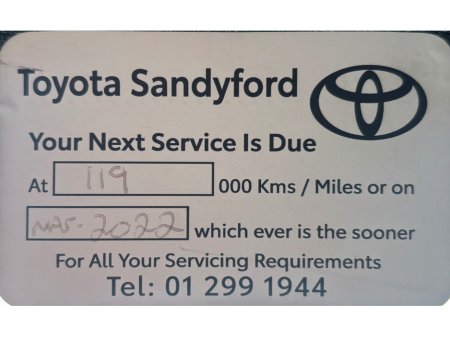 Toyota Sandyford
Your Next Service Is Due
At 119 000 Kms / Miles or on
Mar. 2022 which ever is the sooner
For All Your Servicing Requirements
Tel: 01 299 1944